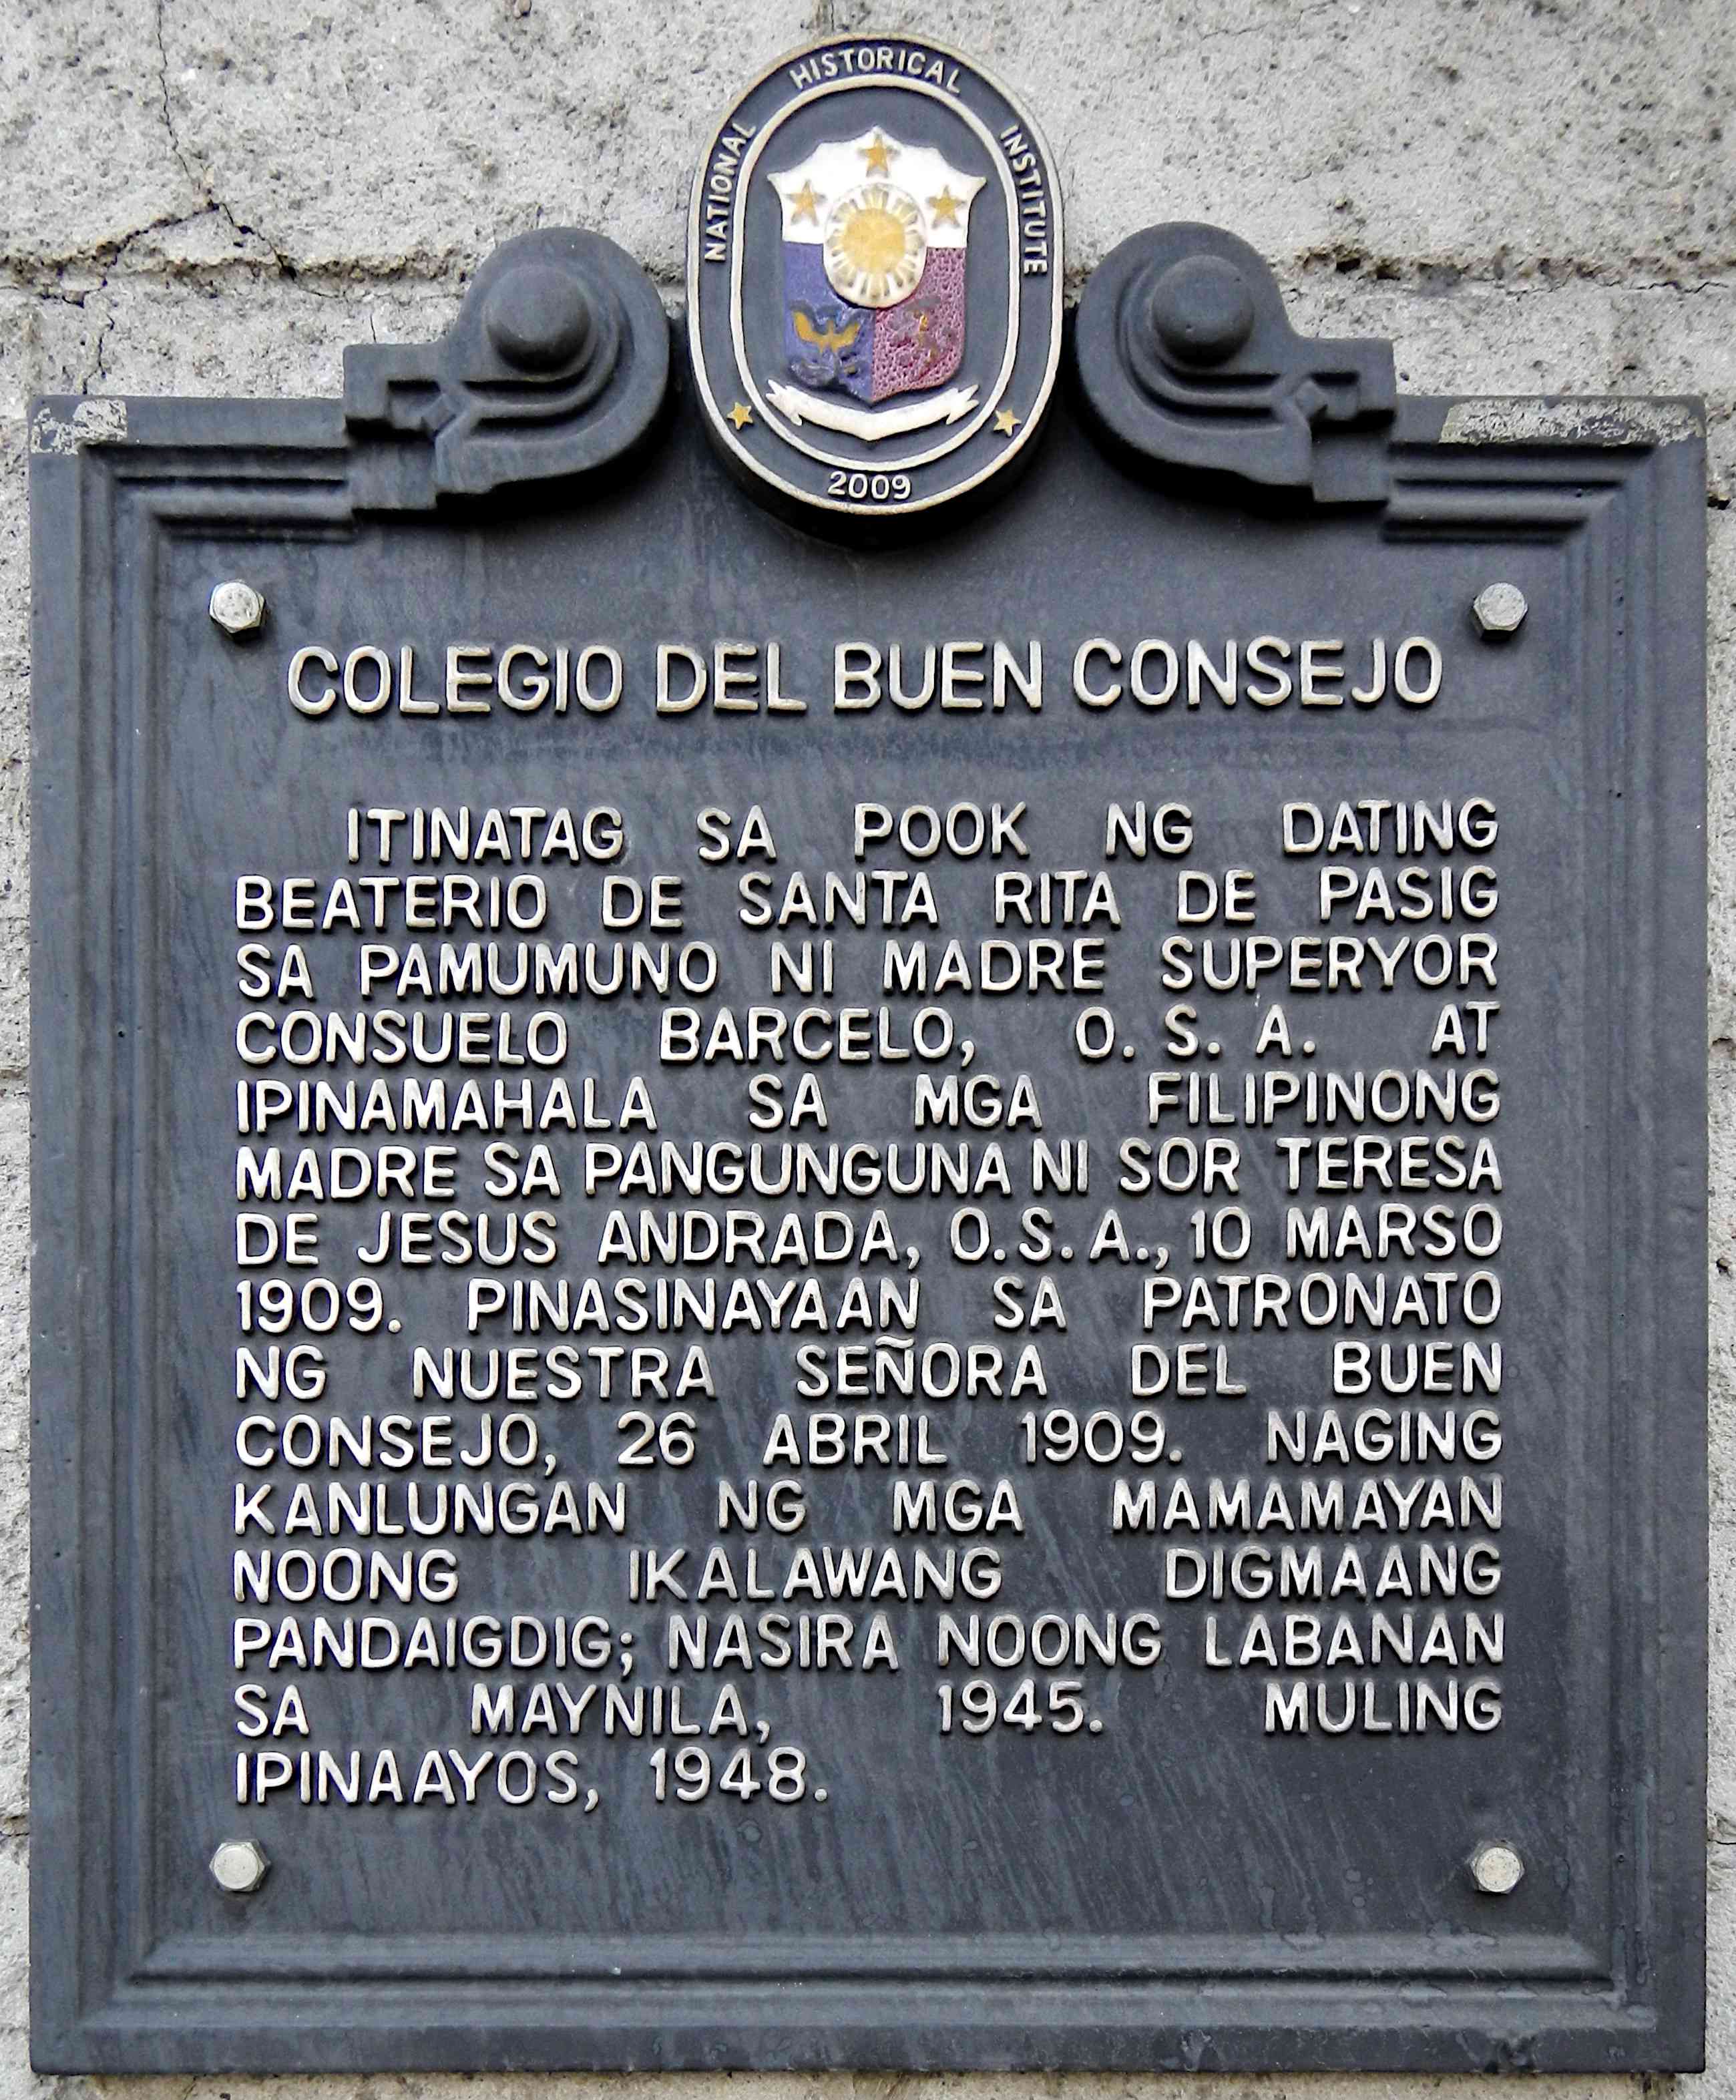 NATIONAL HISTORICAL INSTITUTE
2009
COLEGIO DEL BUEN CONSEJO
ITINATAG SA POOK NG DATING
BEATERIO DE SANTA RITA DE PASIG
SA PAMUMUNO NI MADRE SUPERYOR
CONSUELO BARCELO, O. S. A. AT
IPINAMAHALA SA MGA FILIPINONG
MADRE SA PANGUNGUNA NI SOR TERESA
DE JESUS ANDRADA, O.S.A., 10 MARSO
1909. PINASINAYAAN SA PATRONATO
NG NUESTRA SEÑORA DEL BUEN
CONSEJO, 26 ABRIL 1909. NAGING
KANLUNGAN NG MGA MAMAMAYAN
NOONG IKALAWANG DIGMAANG
PANDAIGDIG; NASIRA NOONG LABANAN
SA MAYNILA, 1945. MULING
IPINAAYOS, 1948.